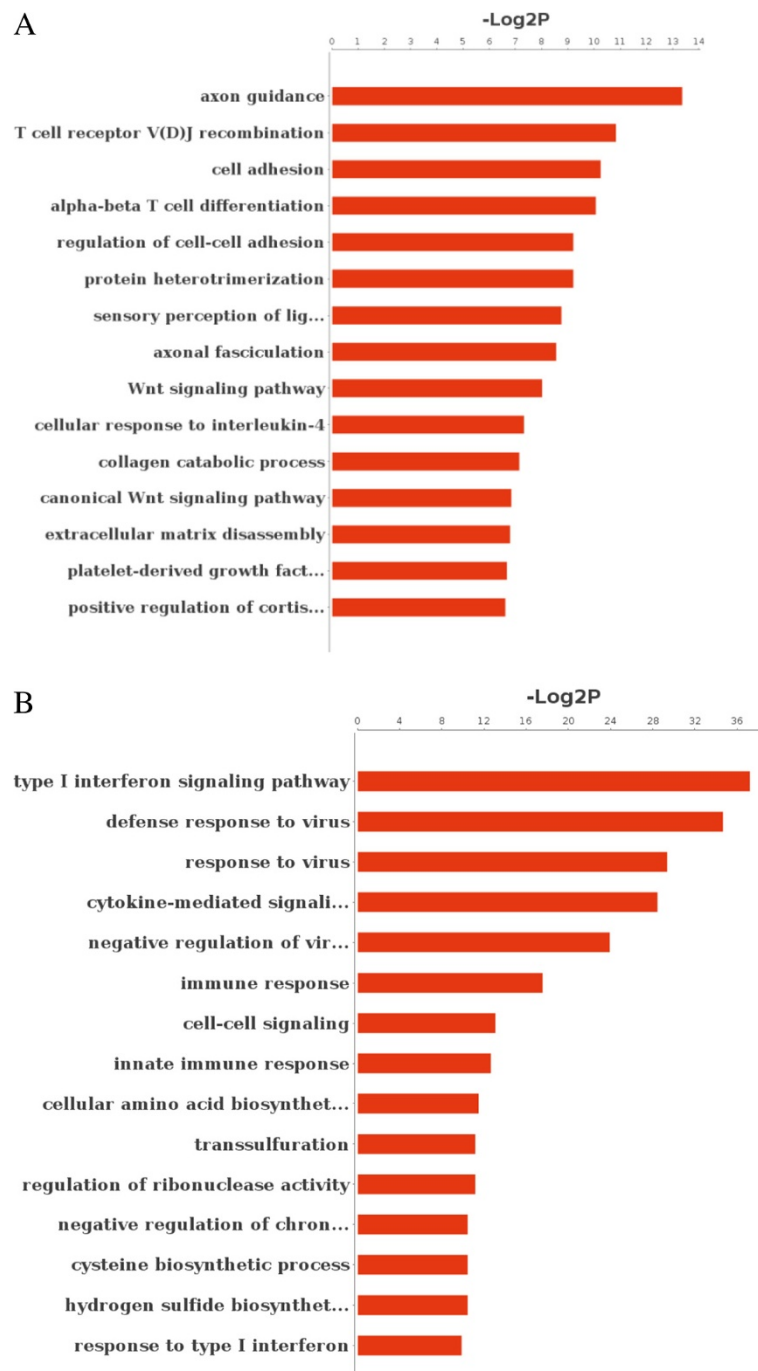 A
-Log2P
0 1 2 3 4 5 6 7 8 9 10 11 12 13 14
axon guidance
T cell receptor V(D)J recombination
cell adhesion
alpha-beta T cell differentiation
regulation of cell-cell adhesion
protein heterotrimerization
sensory perception of lig...
axonal fasciculation
Wnt signaling pathway
cellular response to interleukin-4
collagen catabolic process
canonical Wnt signaling pathway
extracellular matrix disassembly
platelet-derived growth fact...
positive regulation of cortis...
B
-Log2P
0 4 8 12 16 20 24 28 32 36
type I interferon signaling pathway
defense response to virus
response to virus
cytokine-mediated signali...
negative regulation of vir...
immune response
cell-cell signaling
innate immune response
cellular amino acid biosynthet...
transsulfuration
regulation of ribonuclease activity
negative regulation of chron...
cysteine biosynthetic process
hydrogen sulfide biosynthet...
response to type I interferon